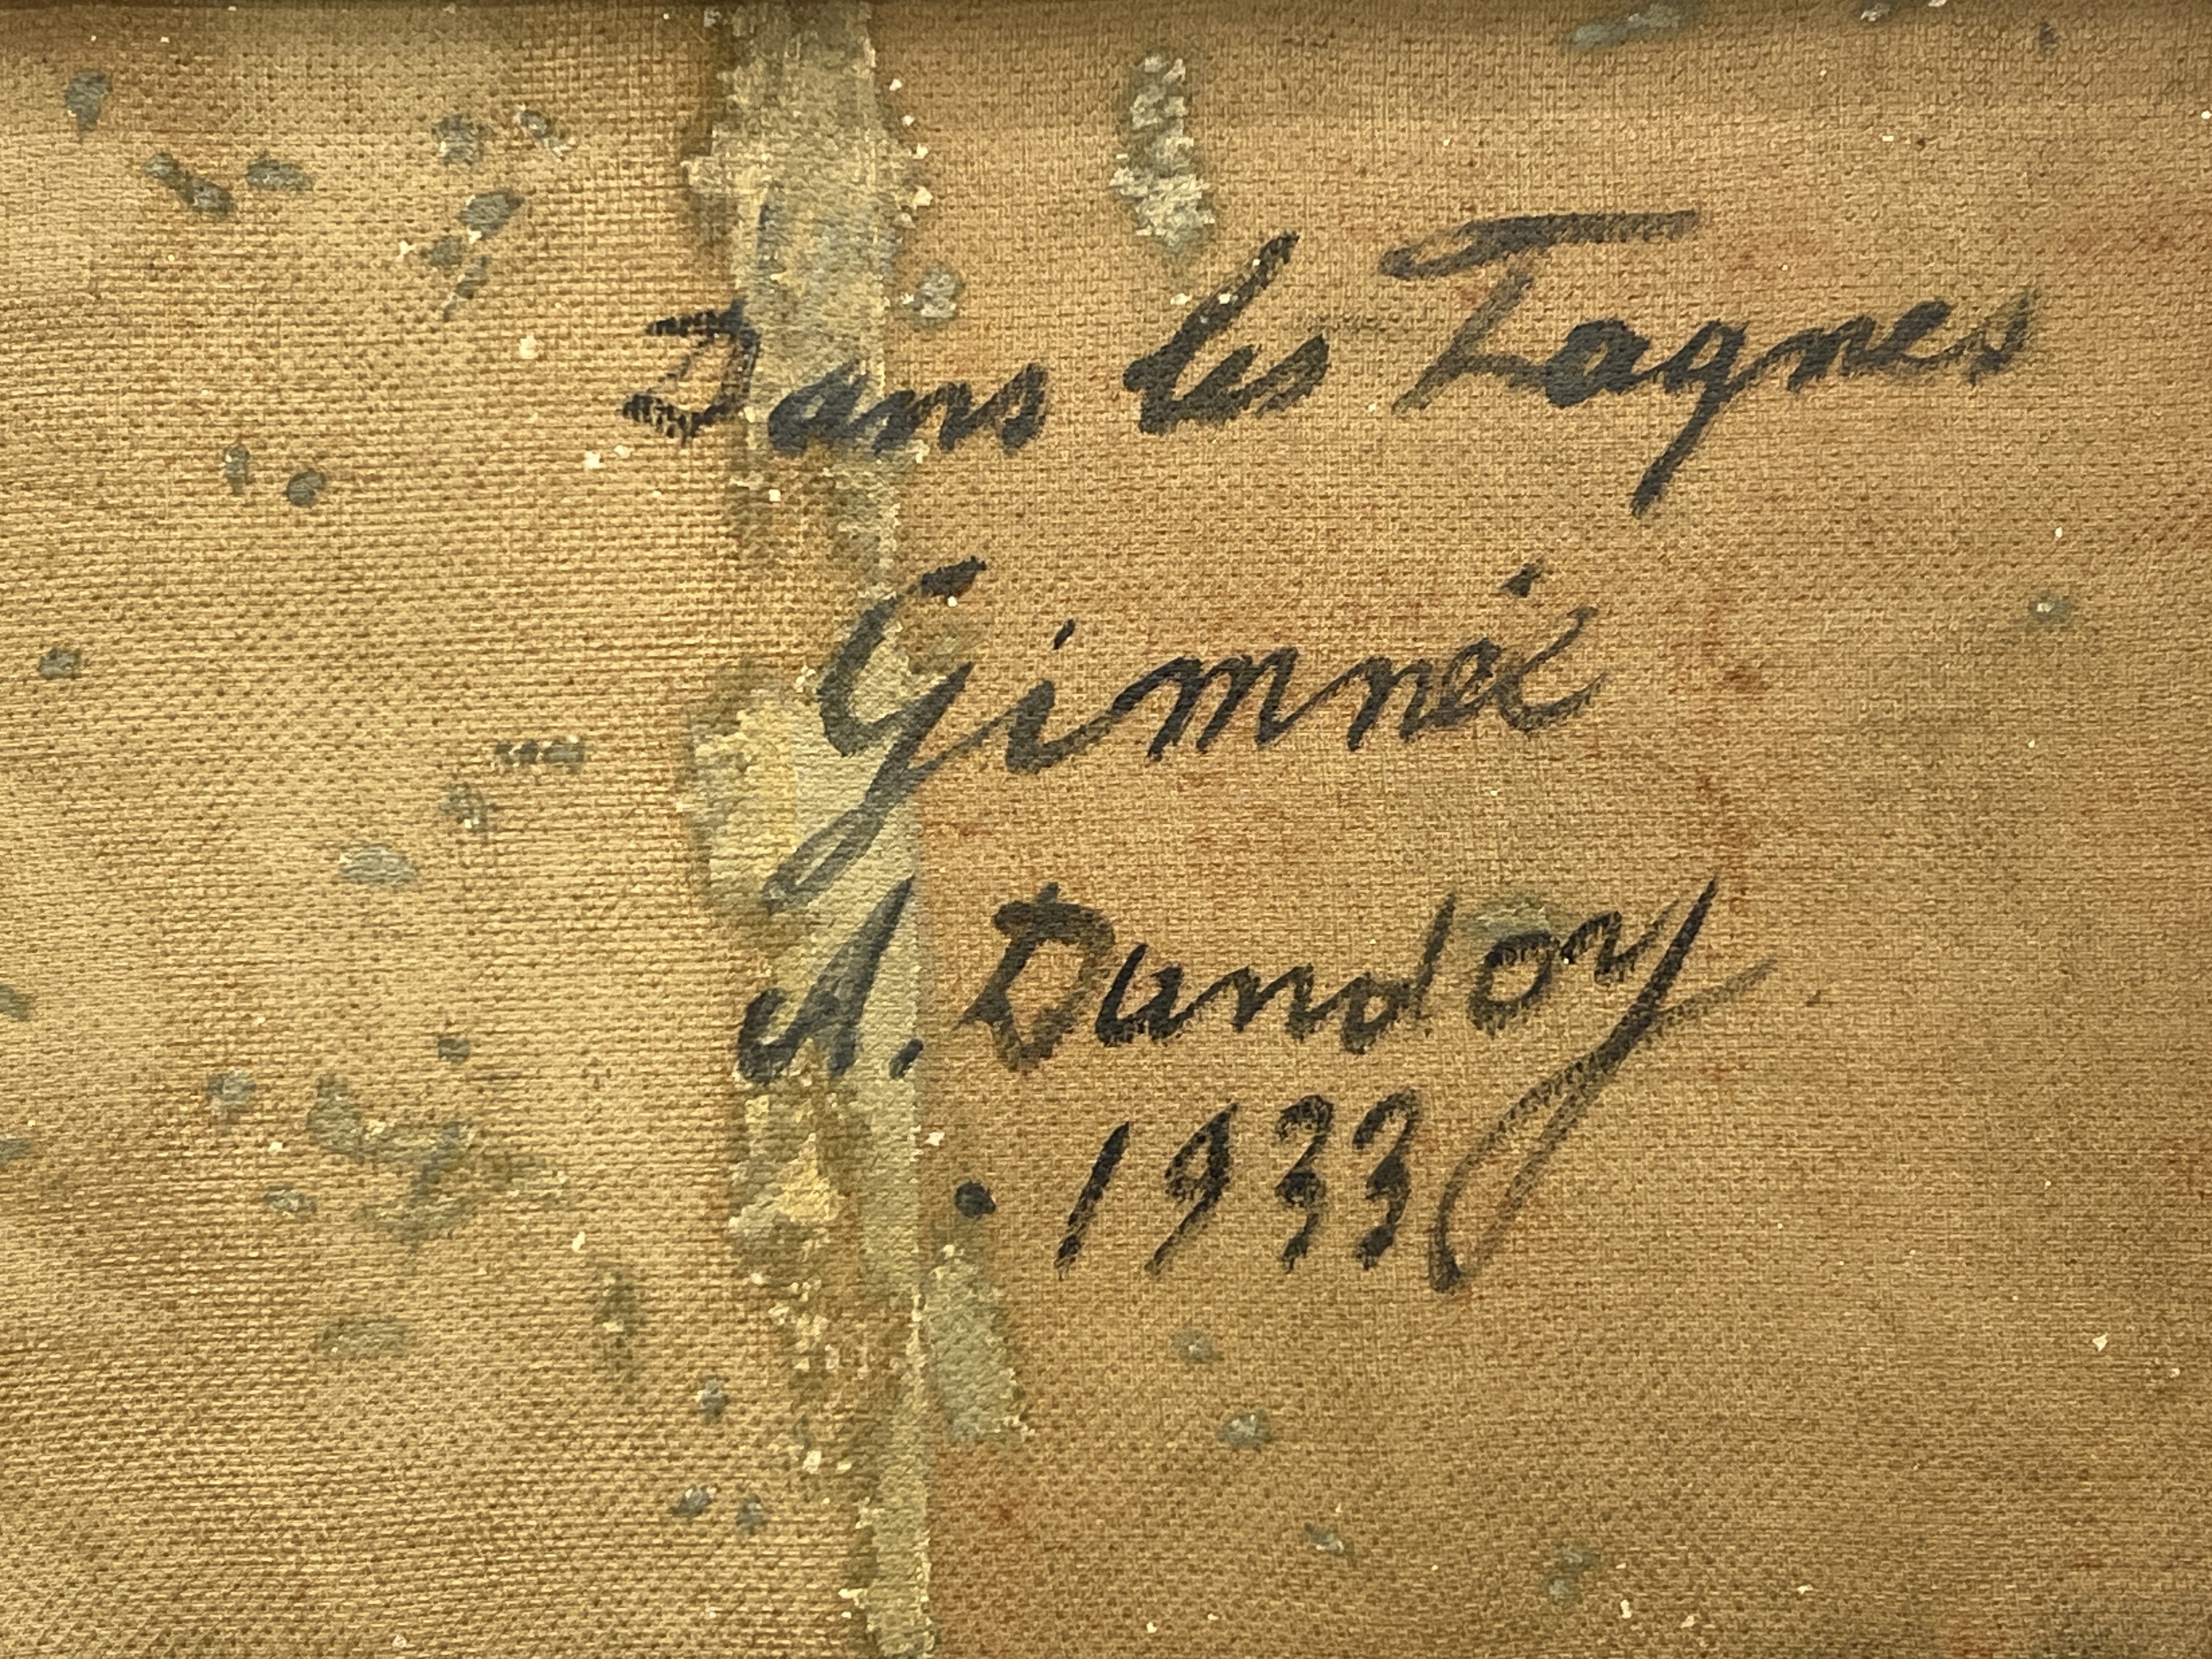 Dans les Fagnes
Gimnée
A. Dandoy
1933